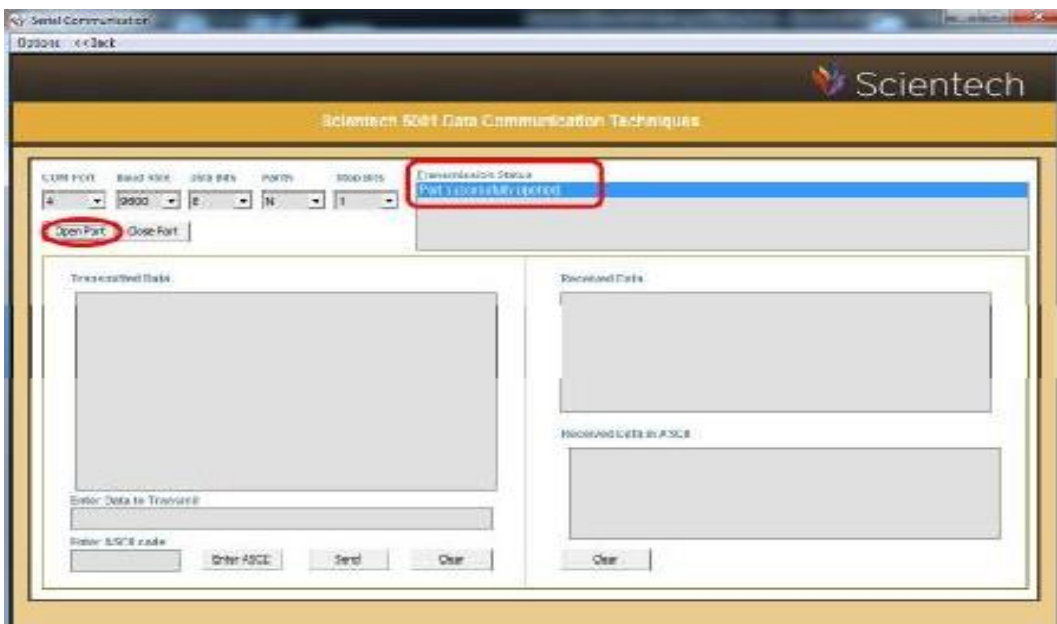 Serial Communication
Options <<Back
Scientech
Scientech 5001 Data Communication Techniques
COM Port Baud Rate Data Bits Parity Stop Bits
4 9600 8 N 1
Open Port Close Port
Transmission Status
Port successfully opened
Transmitted Data
Received Data
Received Data in ASCII
Enter Data to Transmit
Enter ASCII code
Enter ASCII Send Clear
Clear